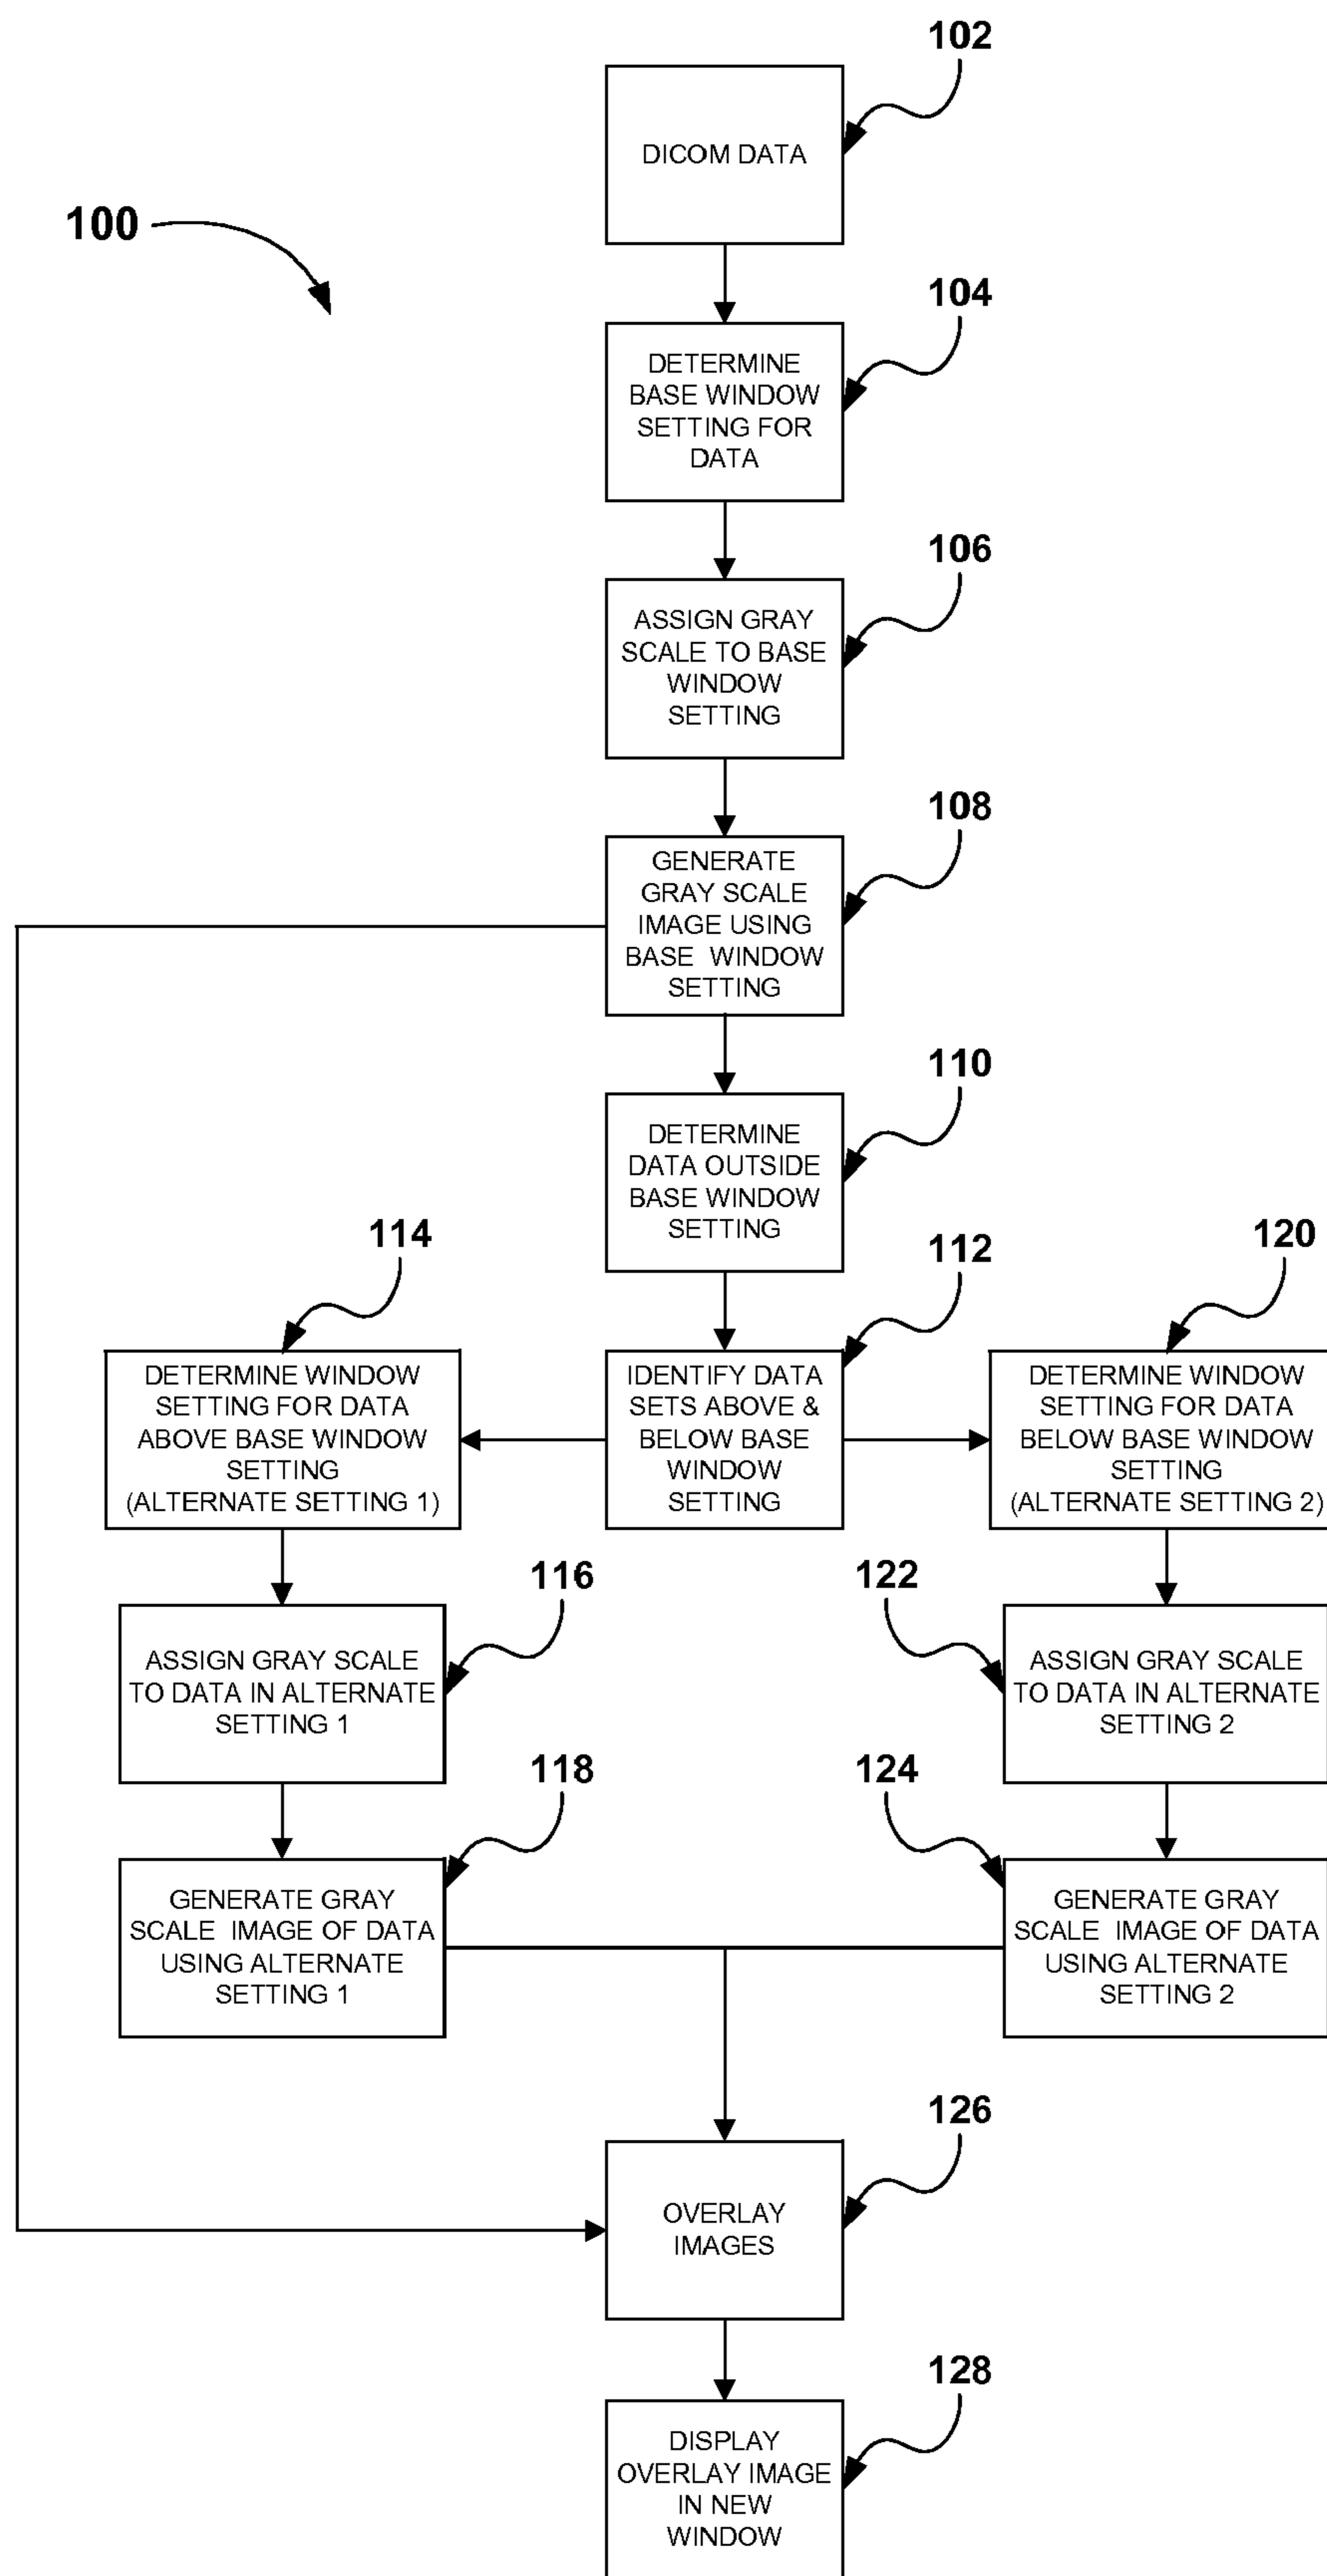 102
DICOM DATA
100
104
DETERMINE
BASE WINDOW
SETTING FOR
DATA
106
ASSIGN GRAY
SCALE TO BASE
WINDOW
SETTING
108
GENERATE
GRAY SCALE
IMAGE USING
BASE WINDOW
SETTING
110
DETERMINE
DATA OUTSIDE
BASE WINDOW
SETTING
112
IDENTIFY DATA
SETS ABOVE &
BELOW BASE
WINDOW
SETTING
114
DETERMINE WINDOW
SETTING FOR DATA
ABOVE BASE WINDOW
SETTING
(ALTERNATE SETTING 1)
120
DETERMINE WINDOW
SETTING FOR DATA
BELOW BASE WINDOW
SETTING
(ALTERNATE SETTING 2)
116
ASSIGN GRAY SCALE
TO DATA IN ALTERNATE
SETTING 1
122
ASSIGN GRAY SCALE
TO DATA IN ALTERNATE
SETTING 2
118
GENERATE GRAY
SCALE IMAGE OF DATA
USING ALTERNATE
SETTING 1
124
GENERATE GRAY
SCALE IMAGE OF DATA
USING ALTERNATE
SETTING 2
126
OVERLAY
IMAGES
128
DISPLAY
OVERLAY IMAGE
IN NEW
WINDOW